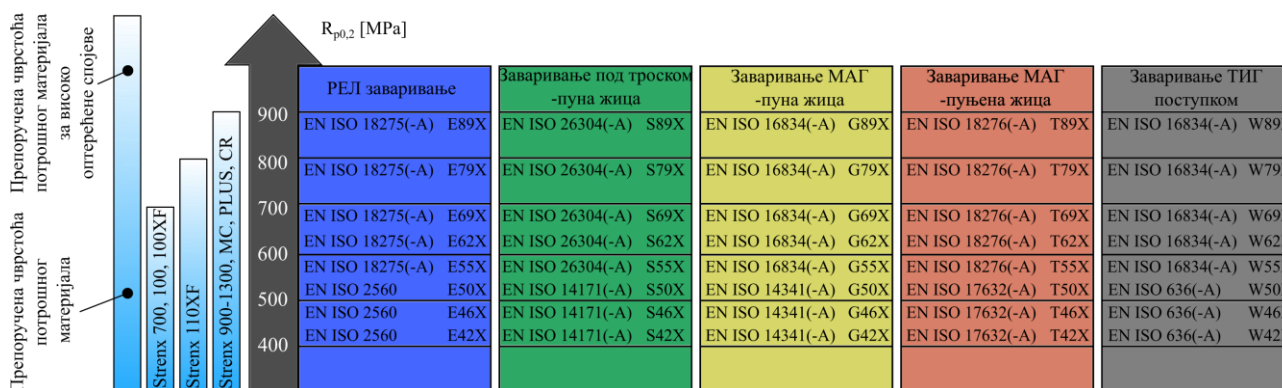 Препоручена чврстоћа
потрошног материјала
за високо
оптерећене спојеве
Препоручена чврстоћа
потрошног
материјала
Strenx 700, 100, 100XF
Strenx 110XF
Strenx 900-1300, MC, PLUS, CR
Rp0,2 [MPa]
900
800
700
600
500
400
РЕЛ заваривање
EN ISO 18275(-A) E89X
EN ISO 18275(-A) E79X
EN ISO 18275(-A) E69X
EN ISO 18275(-A) E62X
EN ISO 18275(-A) E55X
EN ISO 2560 E50X
EN ISO 2560 E46X
EN ISO 2560 E42X
Заваривање под троском
-пуна жица
EN ISO 26304(-A) S89X
EN ISO 26304(-A) S79X
EN ISO 26304(-A) S69X
EN ISO 26304(-A) S62X
EN ISO 26304(-A) S55X
EN ISO 14171(-A) S50X
EN ISO 14171(-A) S46X
EN ISO 14171(-A) S42X
Заваривање МАГ
-пуна жица
EN ISO 16834(-A) G89X
EN ISO 16834(-A) G79X
EN ISO 16834(-A) G69X
EN ISO 16834(-A) G62X
EN ISO 16834(-A) G55X
EN ISO 14341(-A) G50X
EN ISO 14341(-A) G46X
EN ISO 14341(-A) G42X
Заваривање МАГ
-пуњена жица
EN ISO 18276(-A) T89X
EN ISO 18276(-A) T79X
EN ISO 18276(-A) T69X
EN ISO 18276(-A) T62X
EN ISO 18276(-A) T55X
EN ISO 17632(-A) T50X
EN ISO 17632(-A) T46X
EN ISO 17632(-A) T42X
Заваривање ТИГ
поступком
EN ISO 16834(-A) W89
EN ISO 16834(-A) W79
EN ISO 16834(-A) W69
EN ISO 16834(-A) W62
EN ISO 16834(-A) W55
EN ISO 636(-A) W50
EN ISO 636(-A) W46
EN ISO 636(-A) W42